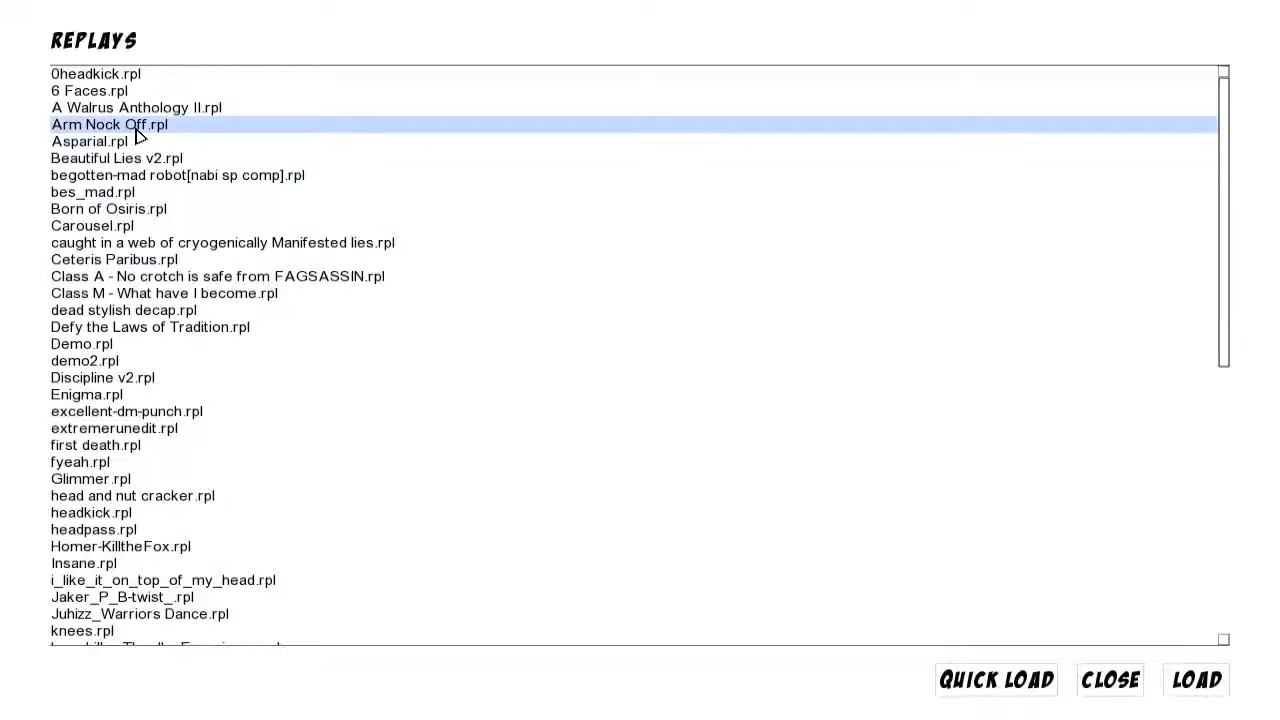 REPLAYS
0headkick.rpl
6 Faces.rpl
A Walrus Anthology II.rpl
Arm Nock Off.rpl
Asparial.rpl
Beautiful Lies v2.rpl
begotten-mad robot[nabi sp comp].rpl
bes_mad.rpl
Born of Osiris.rpl
Carousel.rpl
caught in a web of cryogenically Manifested lies.rpl
Ceteris Paribus.rpl
Class A - No crotch is safe from FAGSASSIN.rpl
Class M - What have I become.rpl
dead stylish decap.rpl
Defy the Laws of Tradition.rpl
Demo.rpl
demo2.rpl
Discipline v2.rpl
Enigma.rpl
excellent-dm-punch.rpl
extremerunedit.rpl
first death.rpl
fyeah.rpl
Glimmer.rpl
head and nut cracker.rpl
headkick.rpl
headpass.rpl
Homer-KilltheFox.rpl
Insane.rpl
i_like_it_on_top_of_my_head.rpl
Jaker_P_B-twist_.rpl
Juhizz_Warriors Dance.rpl
knees.rpl
QUICK LOAD CLOSE LOAD